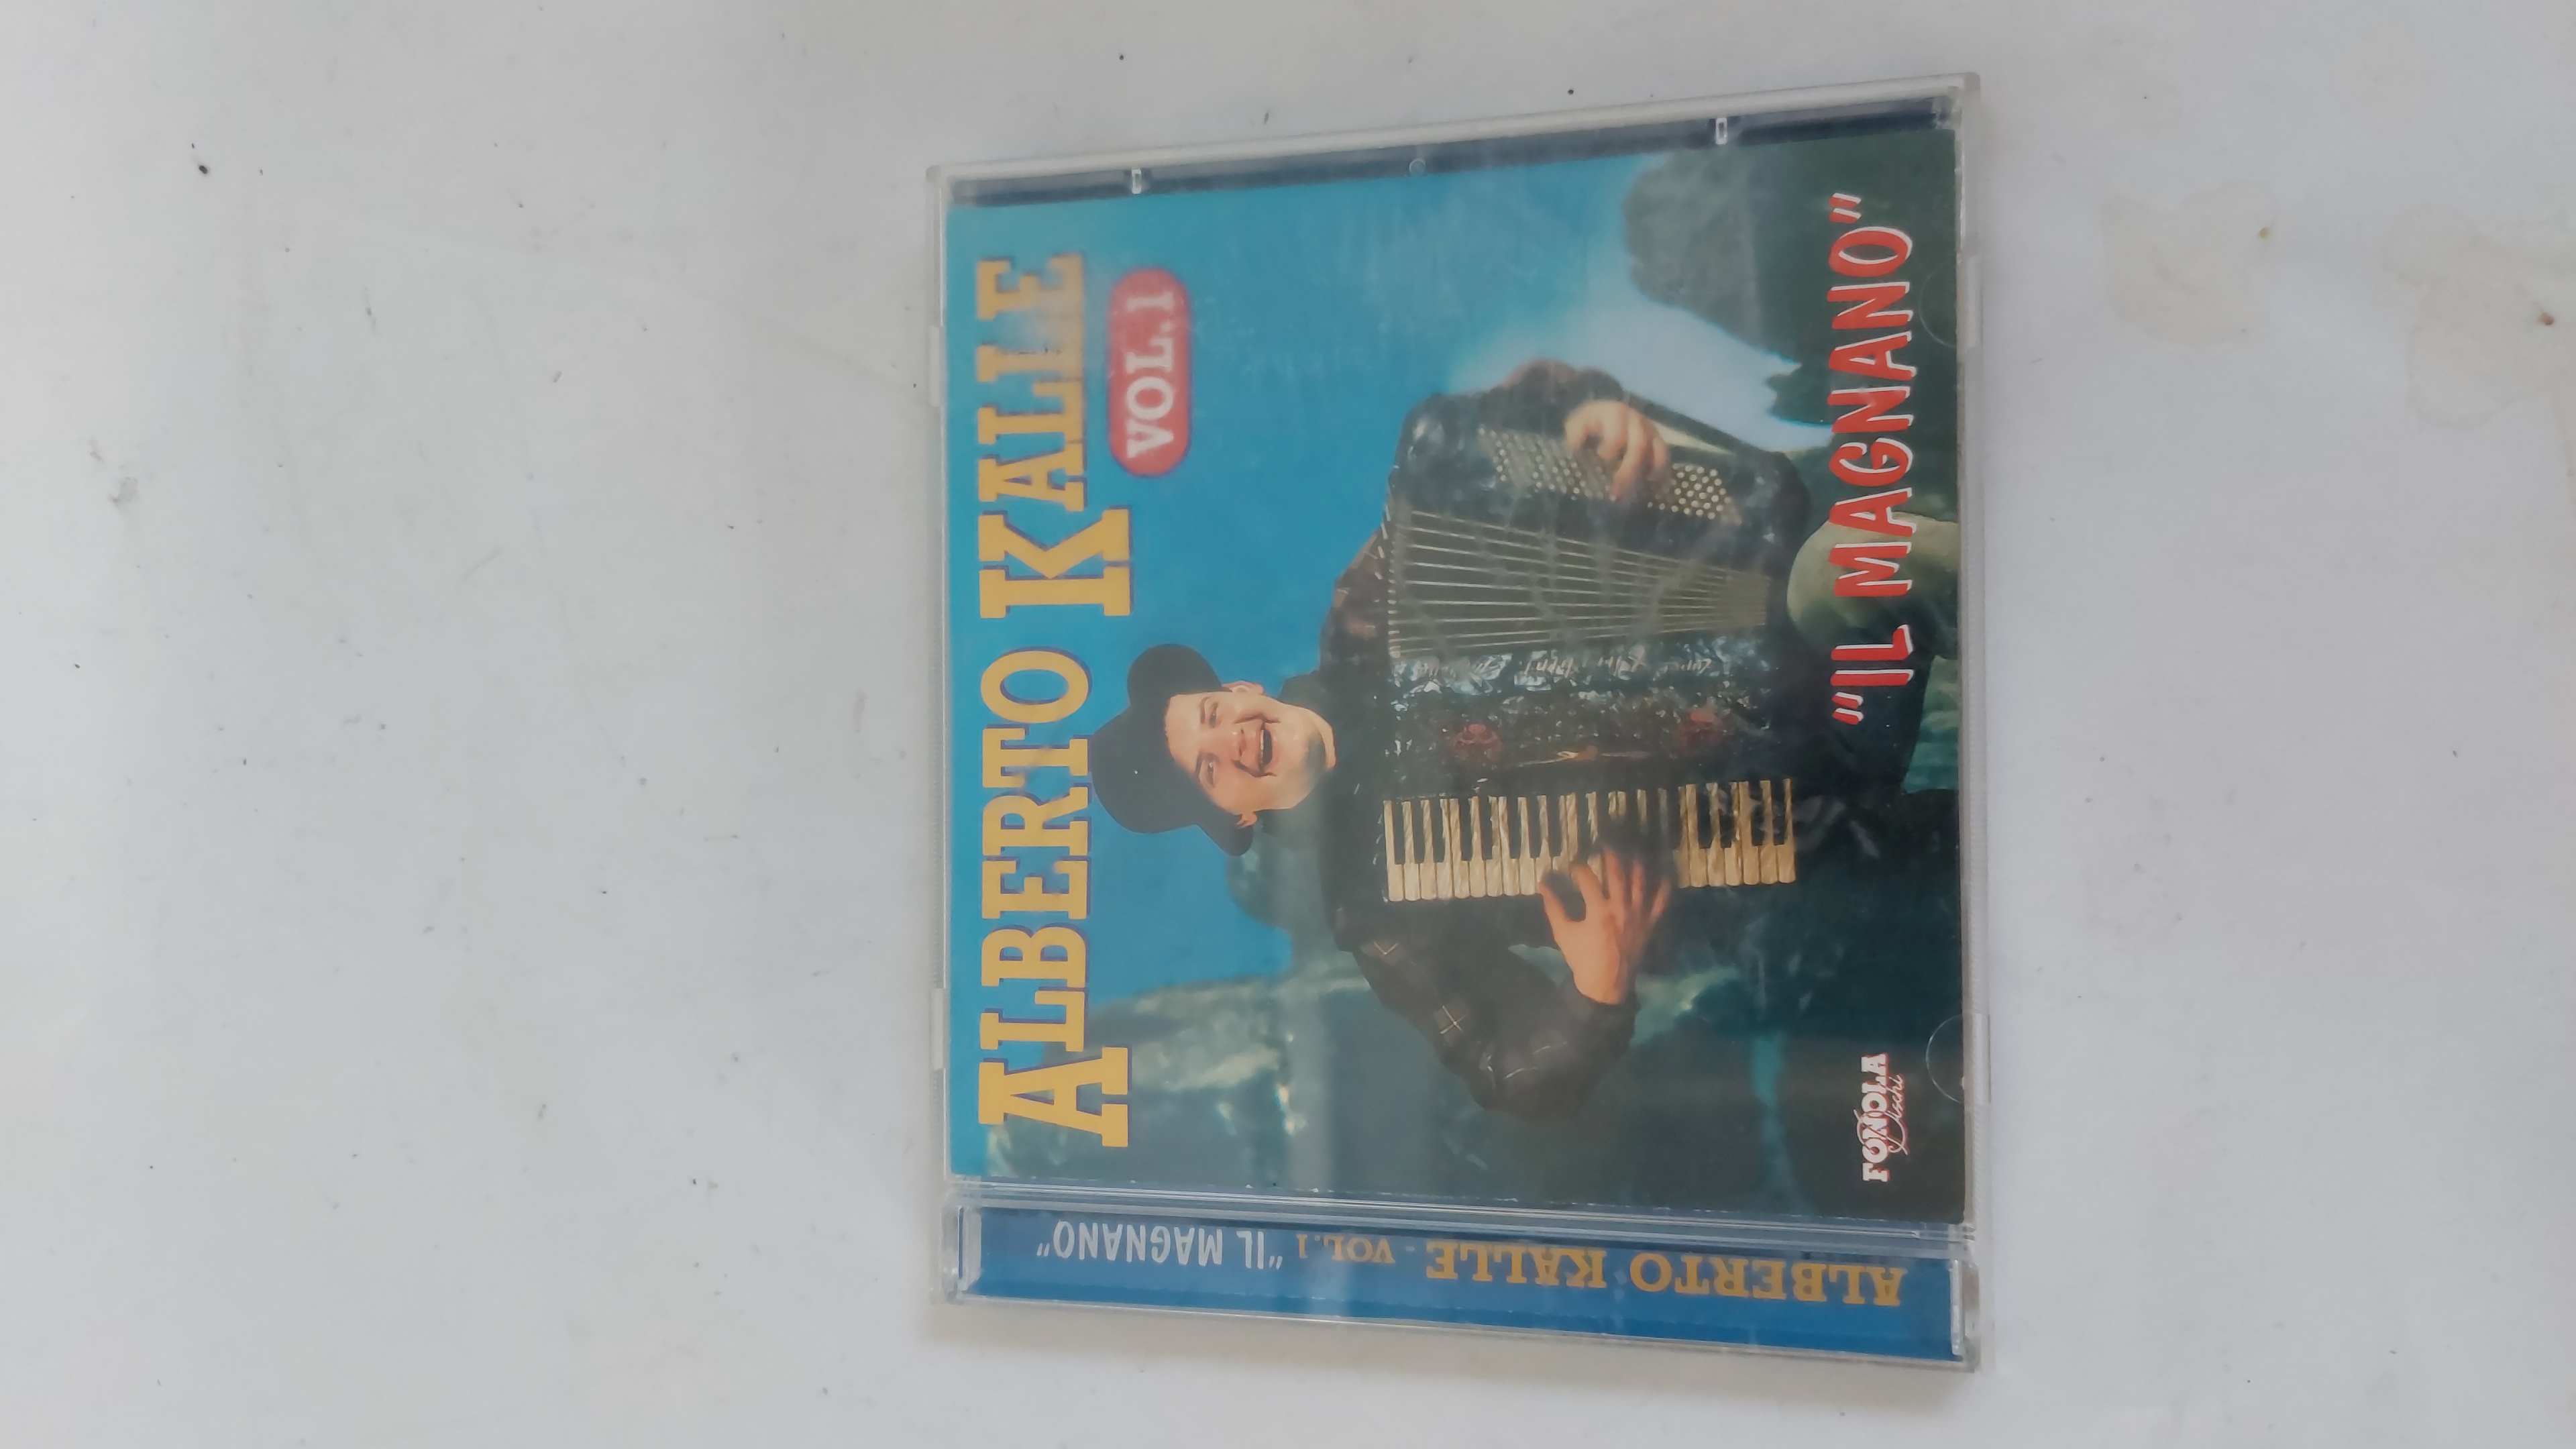 ALBERTO KALLE
VOL.1
"IL MAGNANO"
FONOLA
Dischi
ALBERTO KALLE - VOL.1 "IL MAGNANO"